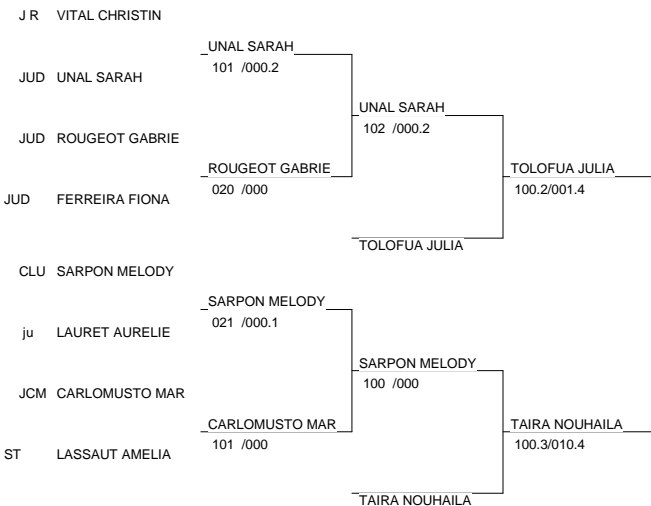 J R VITAL CHRISTIN
UNAL SARAH
101 /000.2
JUD UNAL SARAH
UNAL SARAH
102 /000.2
JUD ROUGEOT GABRIE
ROUGEOT GABRIE
020 /000
TOLOFUA JULIA
100.2/001.4
JUD FERREIRA FIONA
TOLOFUA JULIA
CLU SARPON MELODY
SARPON MELODY
021 /000.1
ju LAURET AURELIE
SARPON MELODY
100 /000
JCM CARLOMUSTO MAR
CARLOMUSTO MAR
101 /000
TAIRA NOUHAILA
100.3/010.4
ST LASSAUT AMELIA
TAIRA NOUHAILA